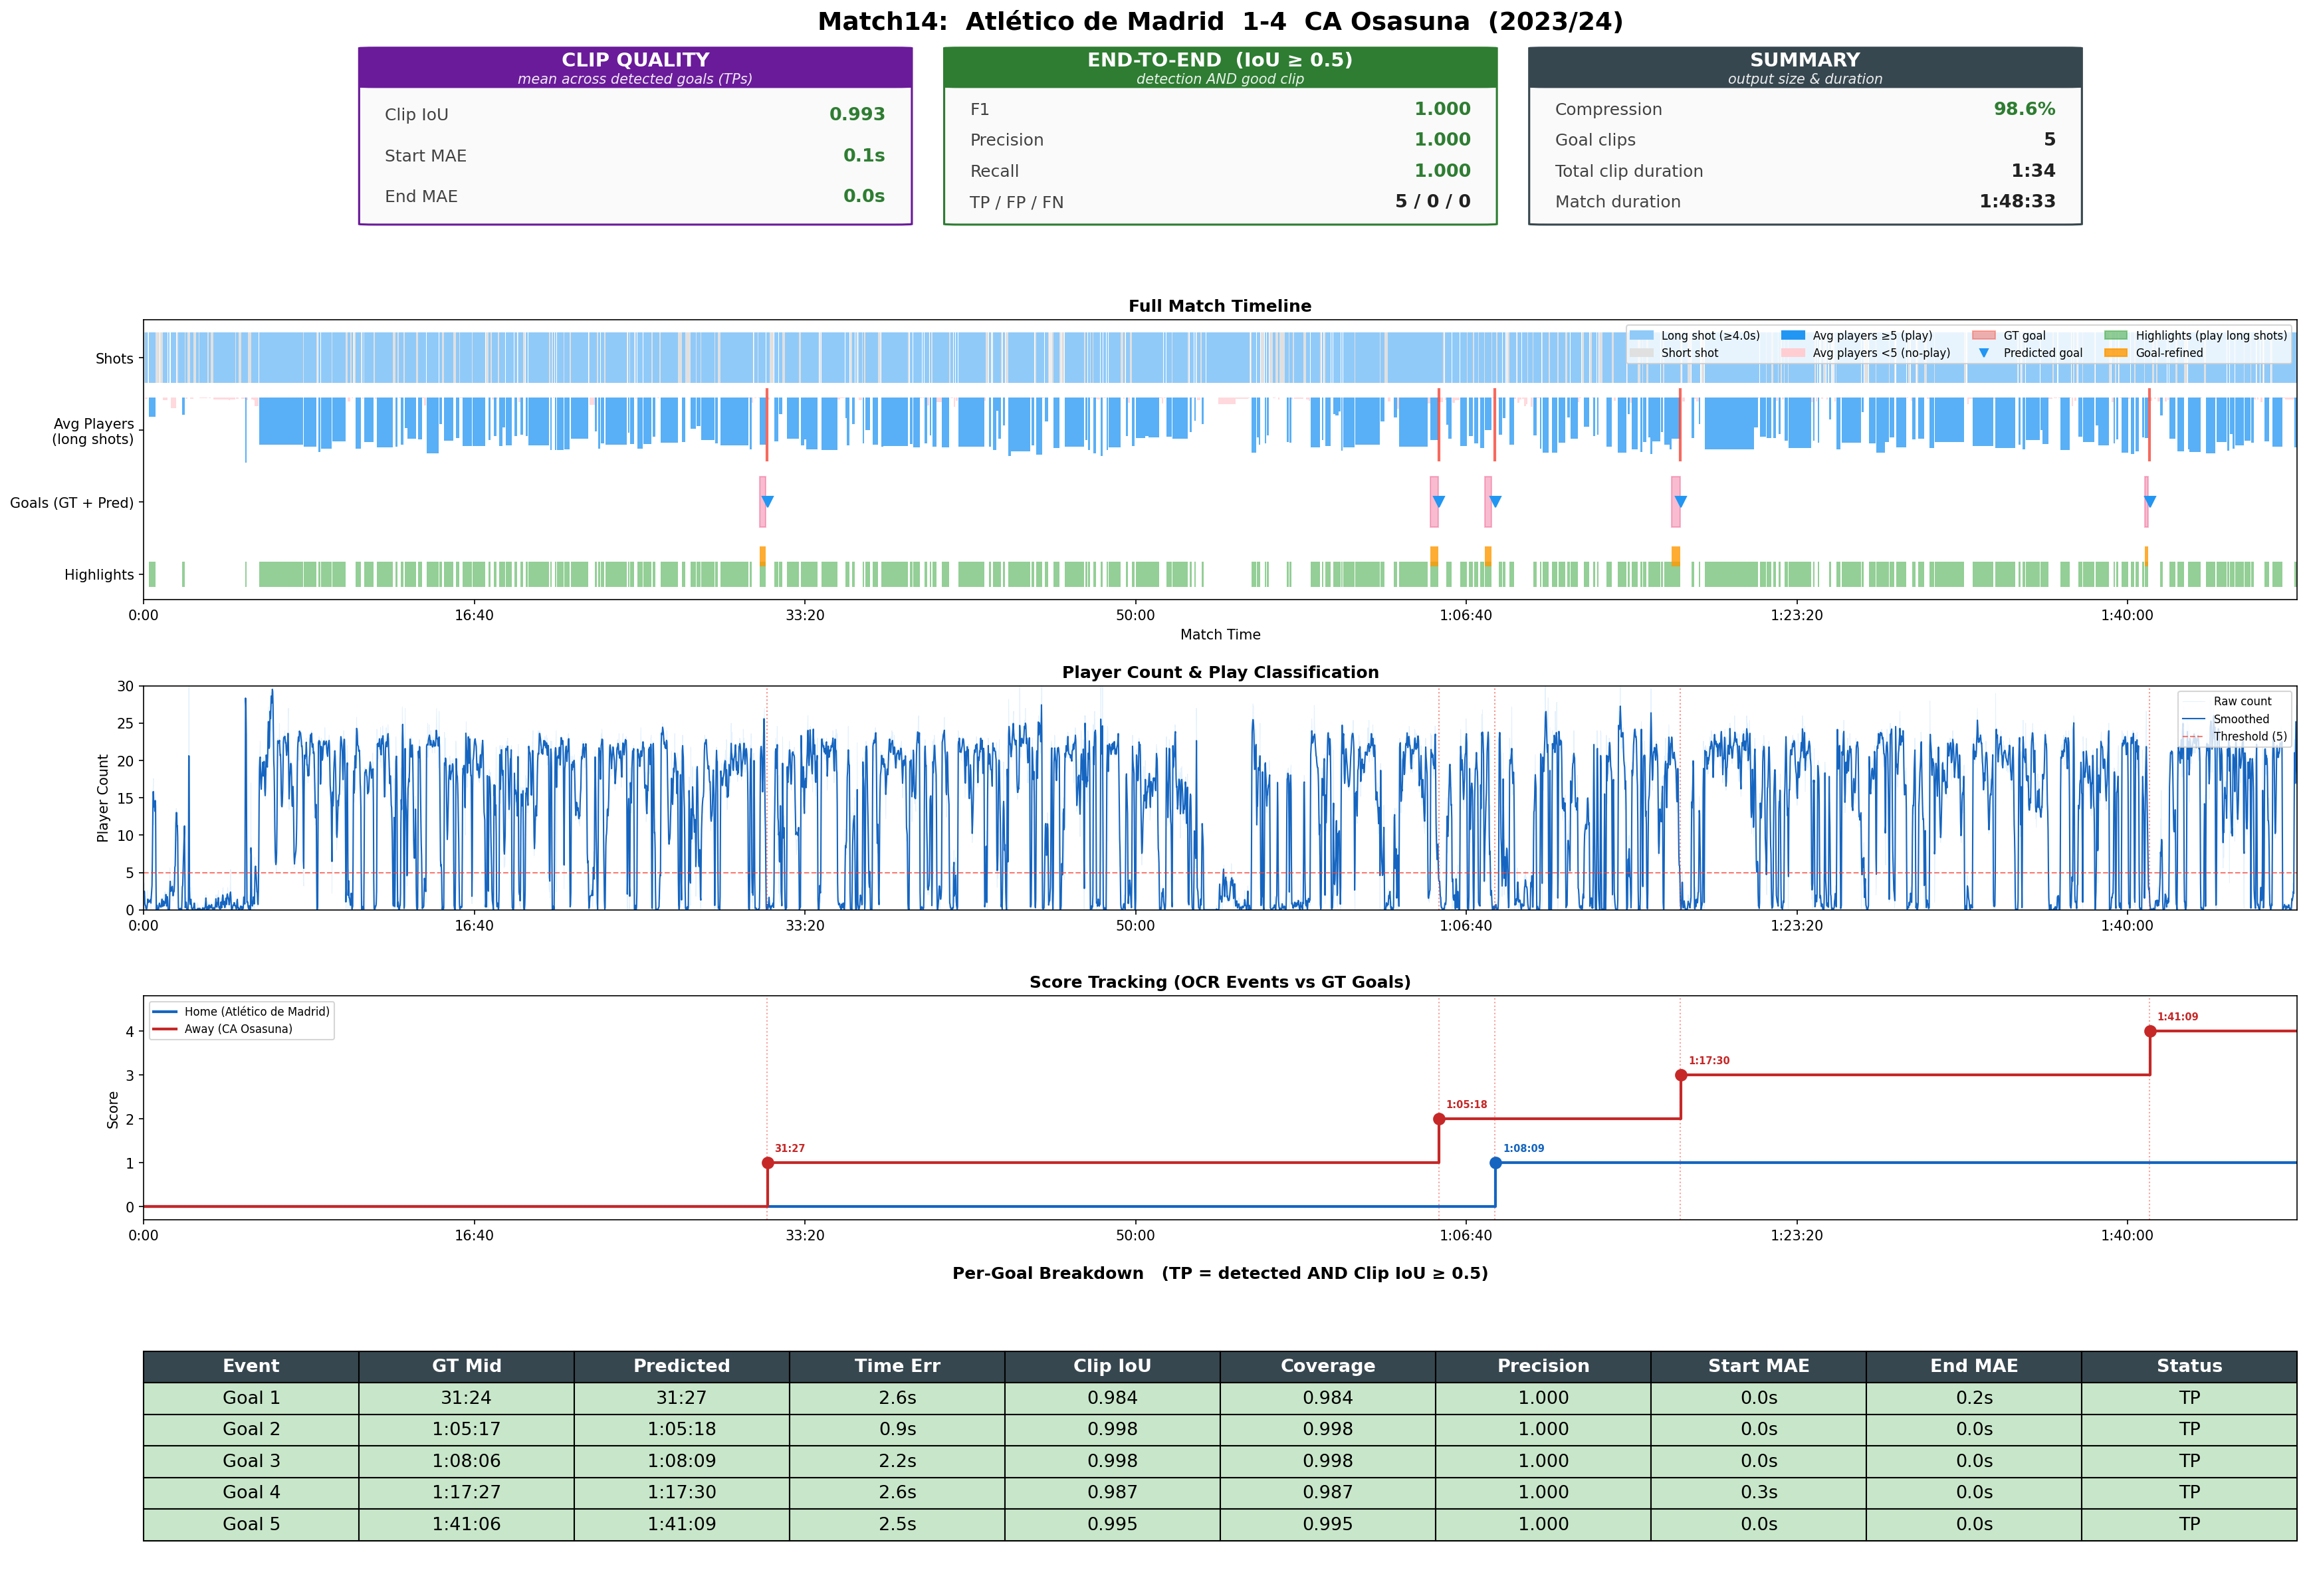 Match14:  Atlético de Madrid  1-4  CA Osasuna  (2023/24)
CLIP QUALITY
mean across detected goals (TPs)
Clip IoU 0.993
Start MAE 0.1s
End MAE 0.0s
END-TO-END  (IoU ≥ 0.5)
detection AND good clip
F1 1.000
Precision 1.000
Recall 1.000
TP / FP / FN 5 / 0 / 0
SUMMARY
output size & duration
Compression 98.6%
Goal clips 5
Total clip duration 1:34
Match duration 1:48:33
Full Match Timeline
Long shot (≥4.0s)
Short shot
Avg players ≥5 (play)
Avg players <5 (no-play)
GT goal
Predicted goal
Highlights (play long shots)
Goal-refined
Shots
Avg Players
(long shots)
Goals (GT + Pred)
Highlights
0:00 16:40 33:20 50:00 1:06:40 1:23:20 1:40:00
Match Time
Player Count & Play Classification
Raw count
Smoothed
Threshold (5)
Player Count
30
25
20
15
10
5
0
0:00 16:40 33:20 50:00 1:06:40 1:23:20 1:40:00
Score Tracking (OCR Events vs GT Goals)
Home (Atlético de Madrid)
Away (CA Osasuna)
Score
4
3
2
1
0
31:27
1:05:18
1:08:09
1:17:30
1:41:09
0:00 16:40 33:20 50:00 1:06:40 1:23:20 1:40:00
Per-Goal Breakdown   (TP = detected AND Clip IoU ≥ 0.5)
Event GT Mid Predicted Time Err Clip IoU Coverage Precision Start MAE End MAE Status
Goal 1 31:24 31:27 2.6s 0.984 0.984 1.000 0.0s 0.2s TP
Goal 2 1:05:17 1:05:18 0.9s 0.998 0.998 1.000 0.0s 0.0s TP
Goal 3 1:08:06 1:08:09 2.2s 0.998 0.998 1.000 0.0s 0.0s TP
Goal 4 1:17:27 1:17:30 2.6s 0.987 0.987 1.000 0.3s 0.0s TP
Goal 5 1:41:06 1:41:09 2.5s 0.995 0.995 1.000 0.0s 0.0s TP